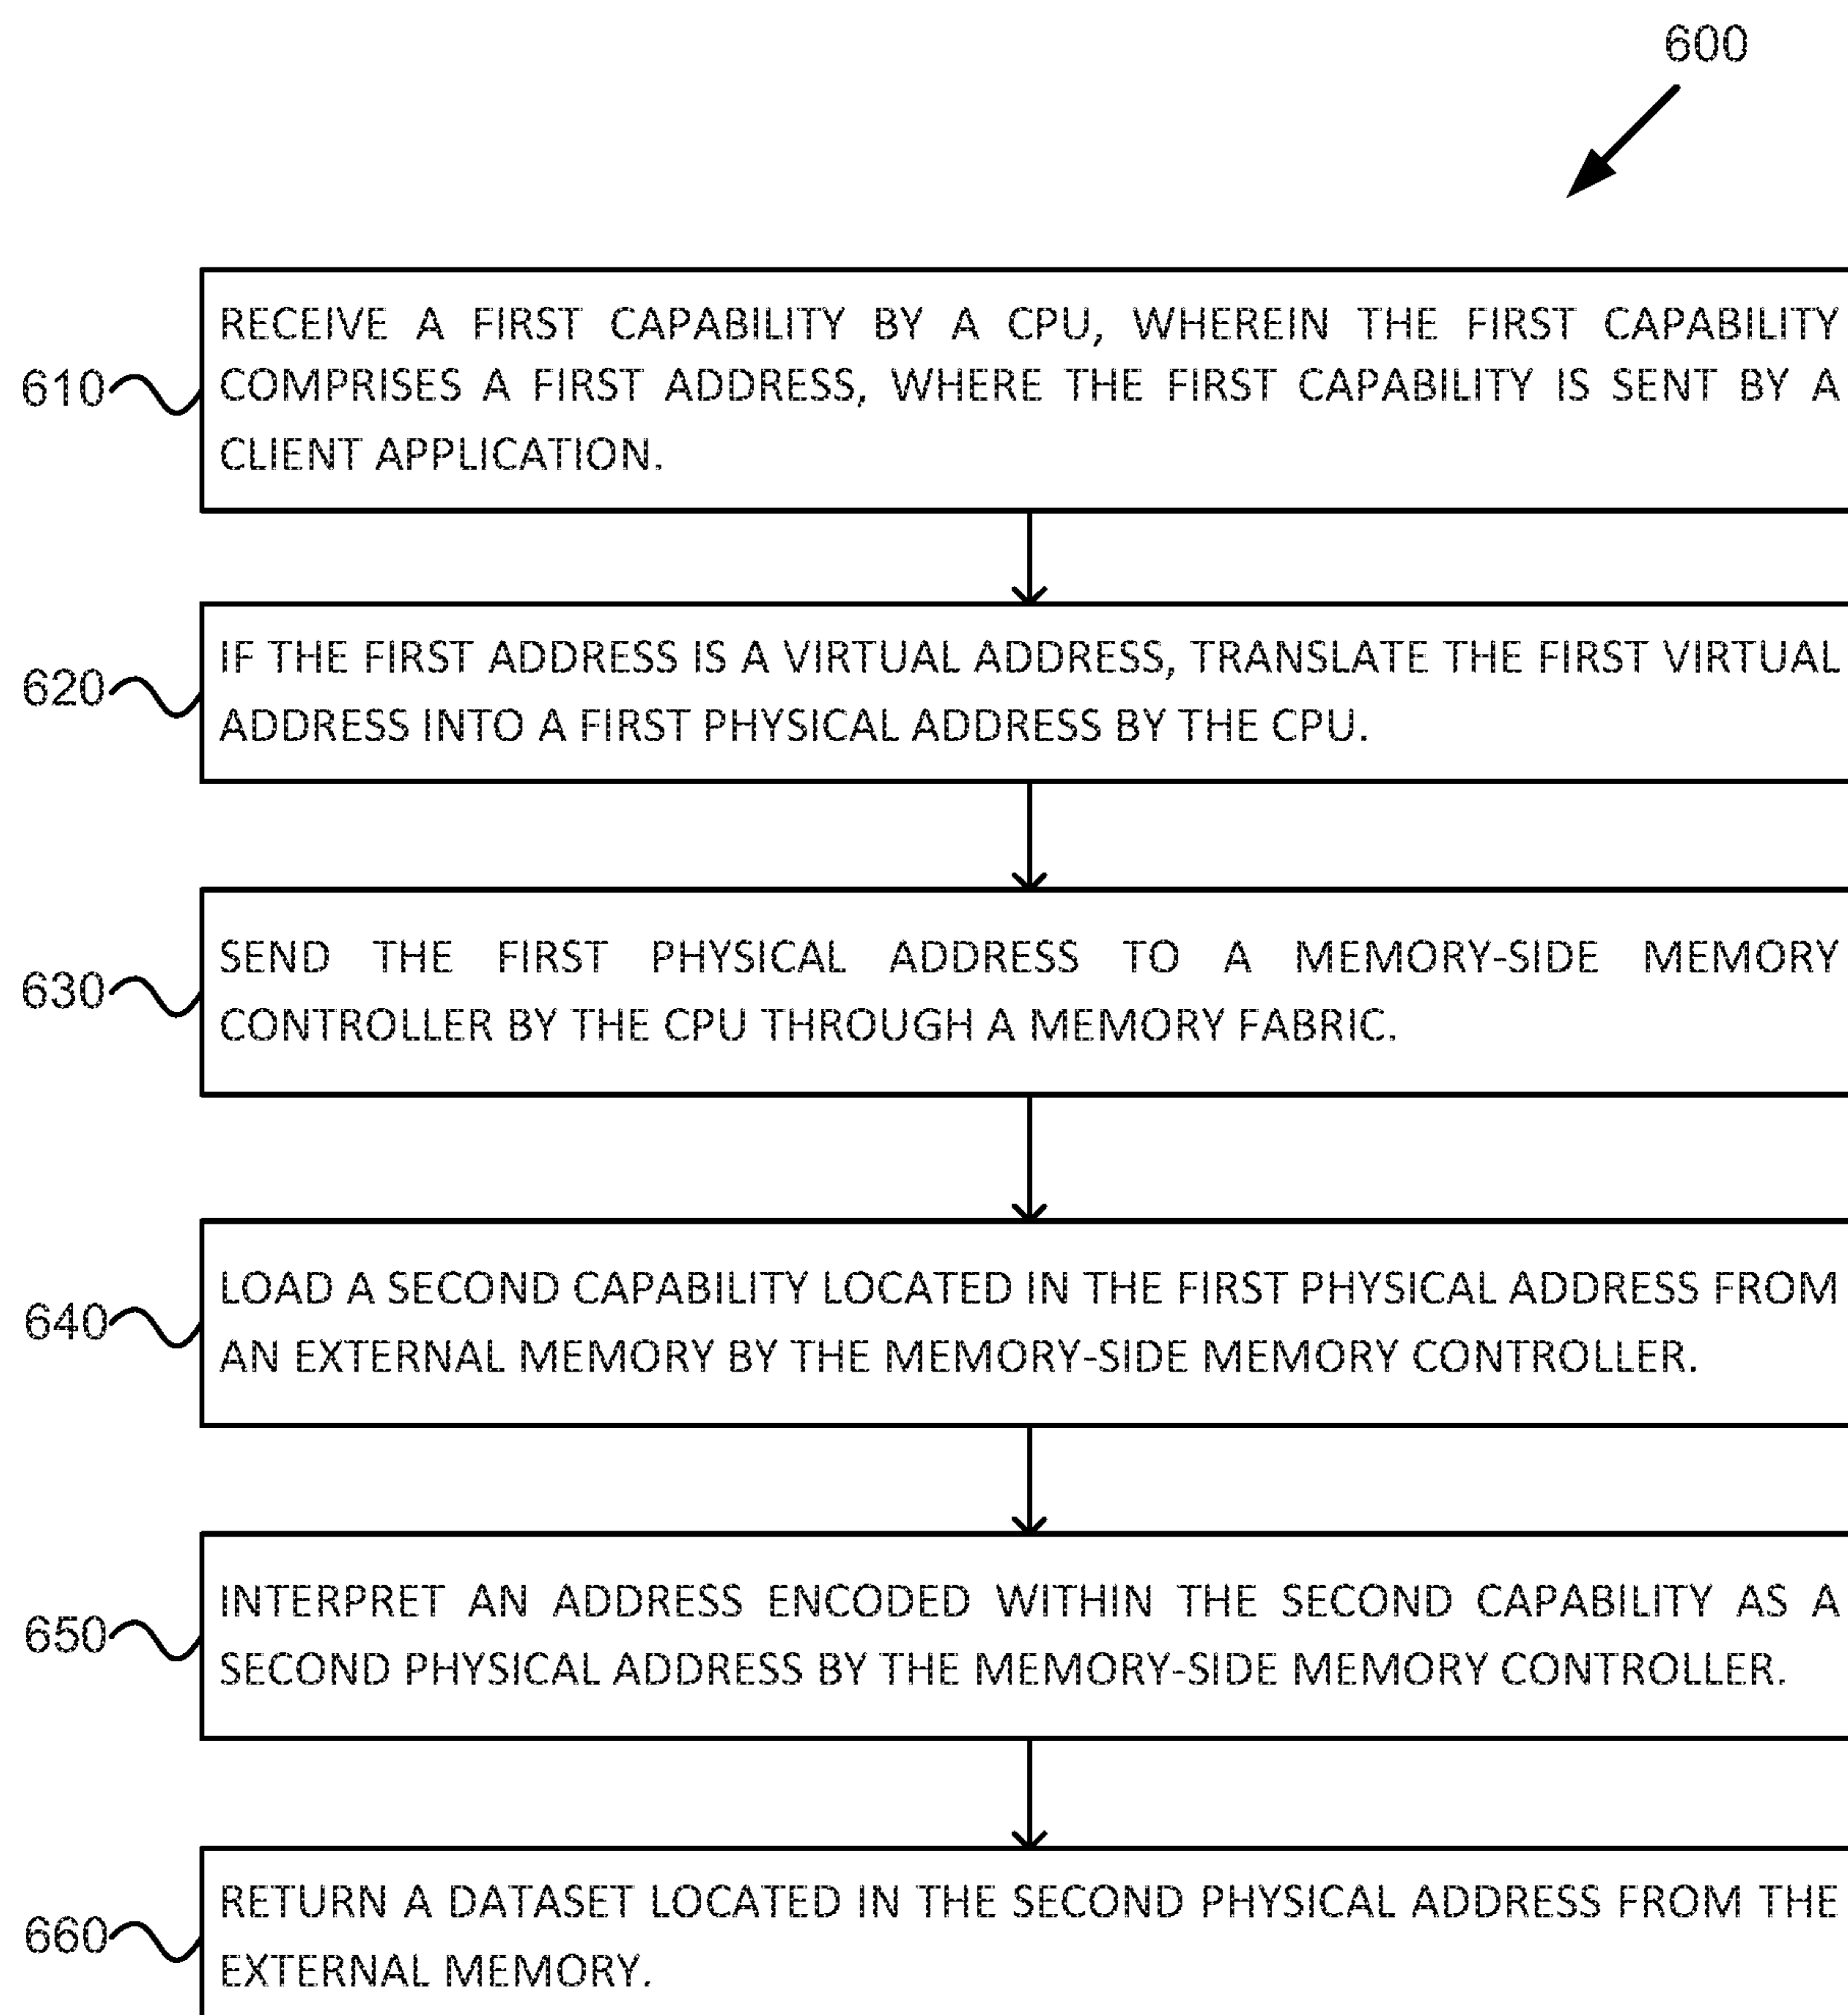 600
610
RECEIVE A FIRST CAPABILITY BY A CPU, WHEREIN THE FIRST CAPABILITY
COMPRISES A FIRST ADDRESS, WHERE THE FIRST CAPABILITY IS SENT BY A
CLIENT APPLICATION.
620
IF THE FIRST ADDRESS IS A VIRTUAL ADDRESS, TRANSLATE THE FIRST VIRTUAL
ADDRESS INTO A FIRST PHYSICAL ADDRESS BY THE CPU.
630
SEND THE FIRST PHYSICAL ADDRESS TO A MEMORY-SIDE MEMORY
CONTROLLER BY THE CPU THROUGH A MEMORY FABRIC.
640
LOAD A SECOND CAPABILITY LOCATED IN THE FIRST PHYSICAL ADDRESS FROM
AN EXTERNAL MEMORY BY THE MEMORY-SIDE MEMORY CONTROLLER.
650
INTERPRET AN ADDRESS ENCODED WITHIN THE SECOND CAPABILITY AS A
SECOND PHYSICAL ADDRESS BY THE MEMORY-SIDE MEMORY CONTROLLER.
660
RETURN A DATASET LOCATED IN THE SECOND PHYSICAL ADDRESS FROM THE
EXTERNAL MEMORY.